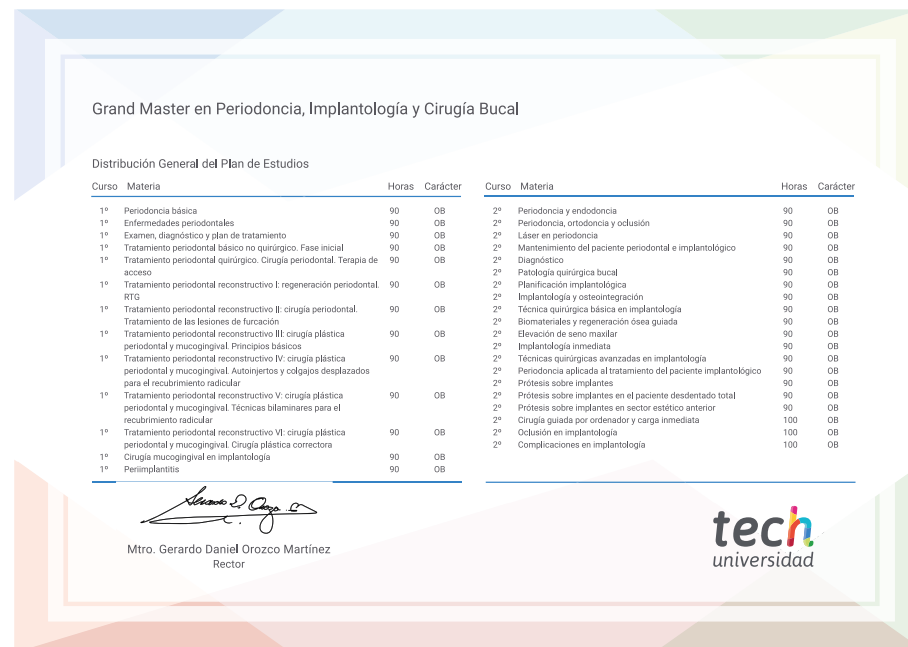 Grand Master en Periodoncia, Implantología y Cirugía Bucal
Distribución General del Plan de Estudios
Curso Materia Horas Carácter
1º Periodoncia básica 90 OB
1º Enfermedades periodontales 90 OB
1º Examen, diagnóstico y plan de tratamiento 90 OB
1º Tratamiento periodontal básico no quirúrgico. Fase inicial 90 OB
1º Tratamiento periodontal quirúrgico. Cirugía periodontal. Terapia de 90 OB
acceso
1º Tratamiento periodontal reconstructivo I: regeneración periodontal. 90 OB
RTG
1º Tratamiento periodontal reconstructivo II: cirugía periodontal. 90 OB
Tratamiento de las lesiones de furcación
1º Tratamiento periodontal reconstructivo III: cirugía plástica 90 OB
periodontal y mucogingival. Principios básicos
1º Tratamiento periodontal reconstructivo IV: cirugía plástica 90 OB
periodontal y mucogingival. Autoinjertos y colgajos desplazados
para el recubrimiento radicular
1º Tratamiento periodontal reconstructivo V: cirugía plástica 90 OB
periodontal y mucogingival. Técnicas bilaminares para el
recubrimiento radicular
1º Tratamiento periodontal reconstructivo VI: cirugía plástica 90 OB
periodontal y mucogingival. Cirugía plástica correctora
1º Cirugía mucogingival en implantología 90 OB
1º Periimplantitis 90 OB
Curso Materia Horas Carácter
2º Periodoncia y endodoncia 90 OB
2º Periodoncia, ortodoncia y oclusión 90 OB
2º Láser en periodoncia 90 OB
2º Mantenimiento del paciente periodontal e implantológico 90 OB
2º Diagnóstico 90 OB
2º Patología quirúrgica bucal 90 OB
2º Planificación implantológica 90 OB
2º Implantología y osteointegración 90 OB
2º Técnica quirúrgica básica en implantología 90 OB
2º Biomateriales y regeneración ósea guiada 90 OB
2º Elevación de seno maxilar 90 OB
2º Implantología inmediata 90 OB
2º Técnicas quirúrgicas avanzadas en implantología 90 OB
2º Periodoncia aplicada al tratamiento del paciente implantológico 90 OB
2º Prótesis sobre implantes 90 OB
2º Prótesis sobre implantes en el paciente desdentado total 90 OB
2º Prótesis sobre implantes en sector estético anterior 90 OB
2º Cirugía guiada por ordenador y carga inmediata 100 OB
2º Oclusión en implantología 100 OB
2º Complicaciones en implantología 100 OB
Mtro. Gerardo Daniel Orozco Martínez
Rector
tech
universidad